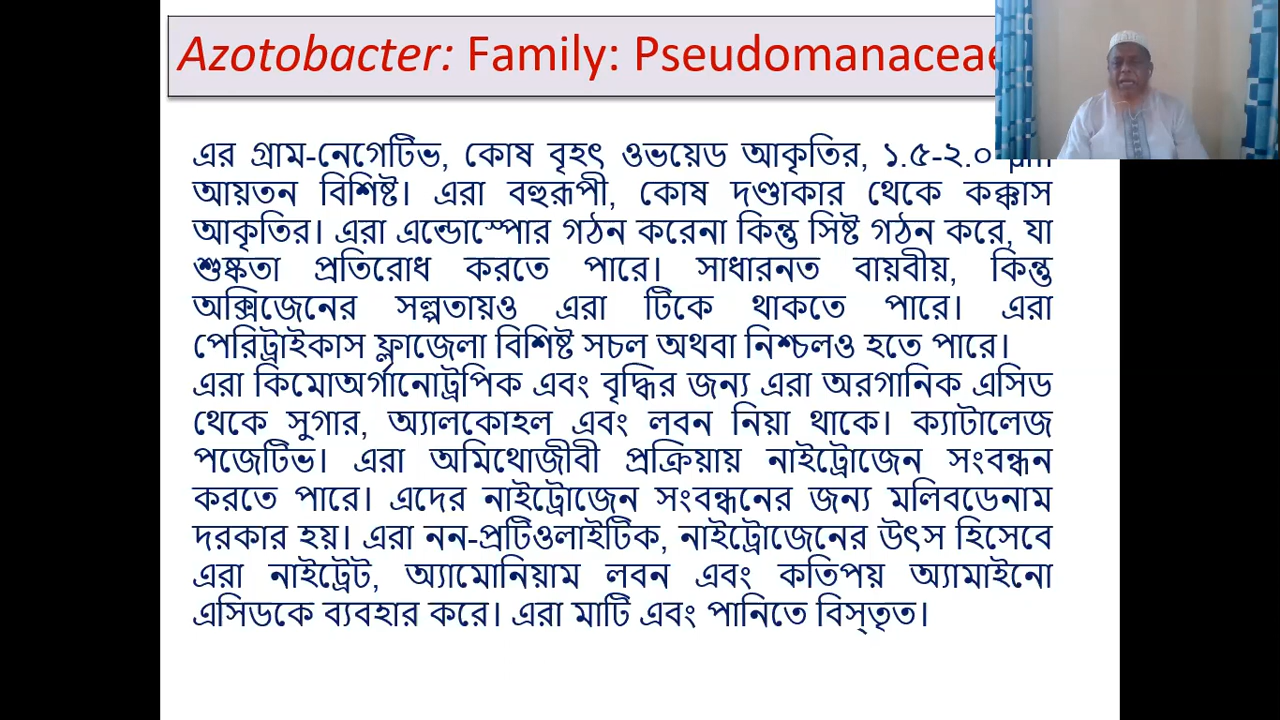 Azotobacter: Family: Pseudomanaceae
এর গ্রাম-নেগেটিভ, কোষ বৃহৎ ওভয়েড আকৃতির, ১.৫-২.০ µm
আয়তন বিশিষ্ট। এরা বহুরূপী, কোষ দণ্ডাকার থেকে কক্কাস
আকৃতির। এরা এন্ডোস্পোর গঠন করেনা কিন্তু সিষ্ট গঠন করে, যা
শুষ্কতা প্রতিরোধ করতে পারে। সাধারনত বায়বীয়, কিন্তু
অক্সিজেনের সল্পতায়ও এরা টিকে থাকতে পারে। এরা
পেরিট্রাইকাস ফ্লাজেলা বিশিষ্ট সচল অথবা নিশ্চলও হতে পারে।
এরা কিমোঅর্গানোট্রপিক এবং বৃদ্ধির জন্য এরা অরগানিক এসিড
থেকে সুগার, অ্যালকোহল এবং লবন নিয়া থাকে। ক্যাটালেজ
পজেটিভ। এরা অমিথোজীবী প্রক্রিয়ায় নাইট্রোজেন সংবন্ধন
করতে পারে। এদের নাইট্রোজেন সংবন্ধনের জন্য মলিবডেনাম
দরকার হয়। এরা নন-প্রটিওলাইটিক, নাইট্রোজেনের উৎস হিসেবে
এরা নাইট্রেট, অ্যামোনিয়াম লবন এবং কতিপয় অ্যামাইনো
এসিডকে ব্যবহার করে। এরা মাটি এবং পানিতে বিস্তৃত।